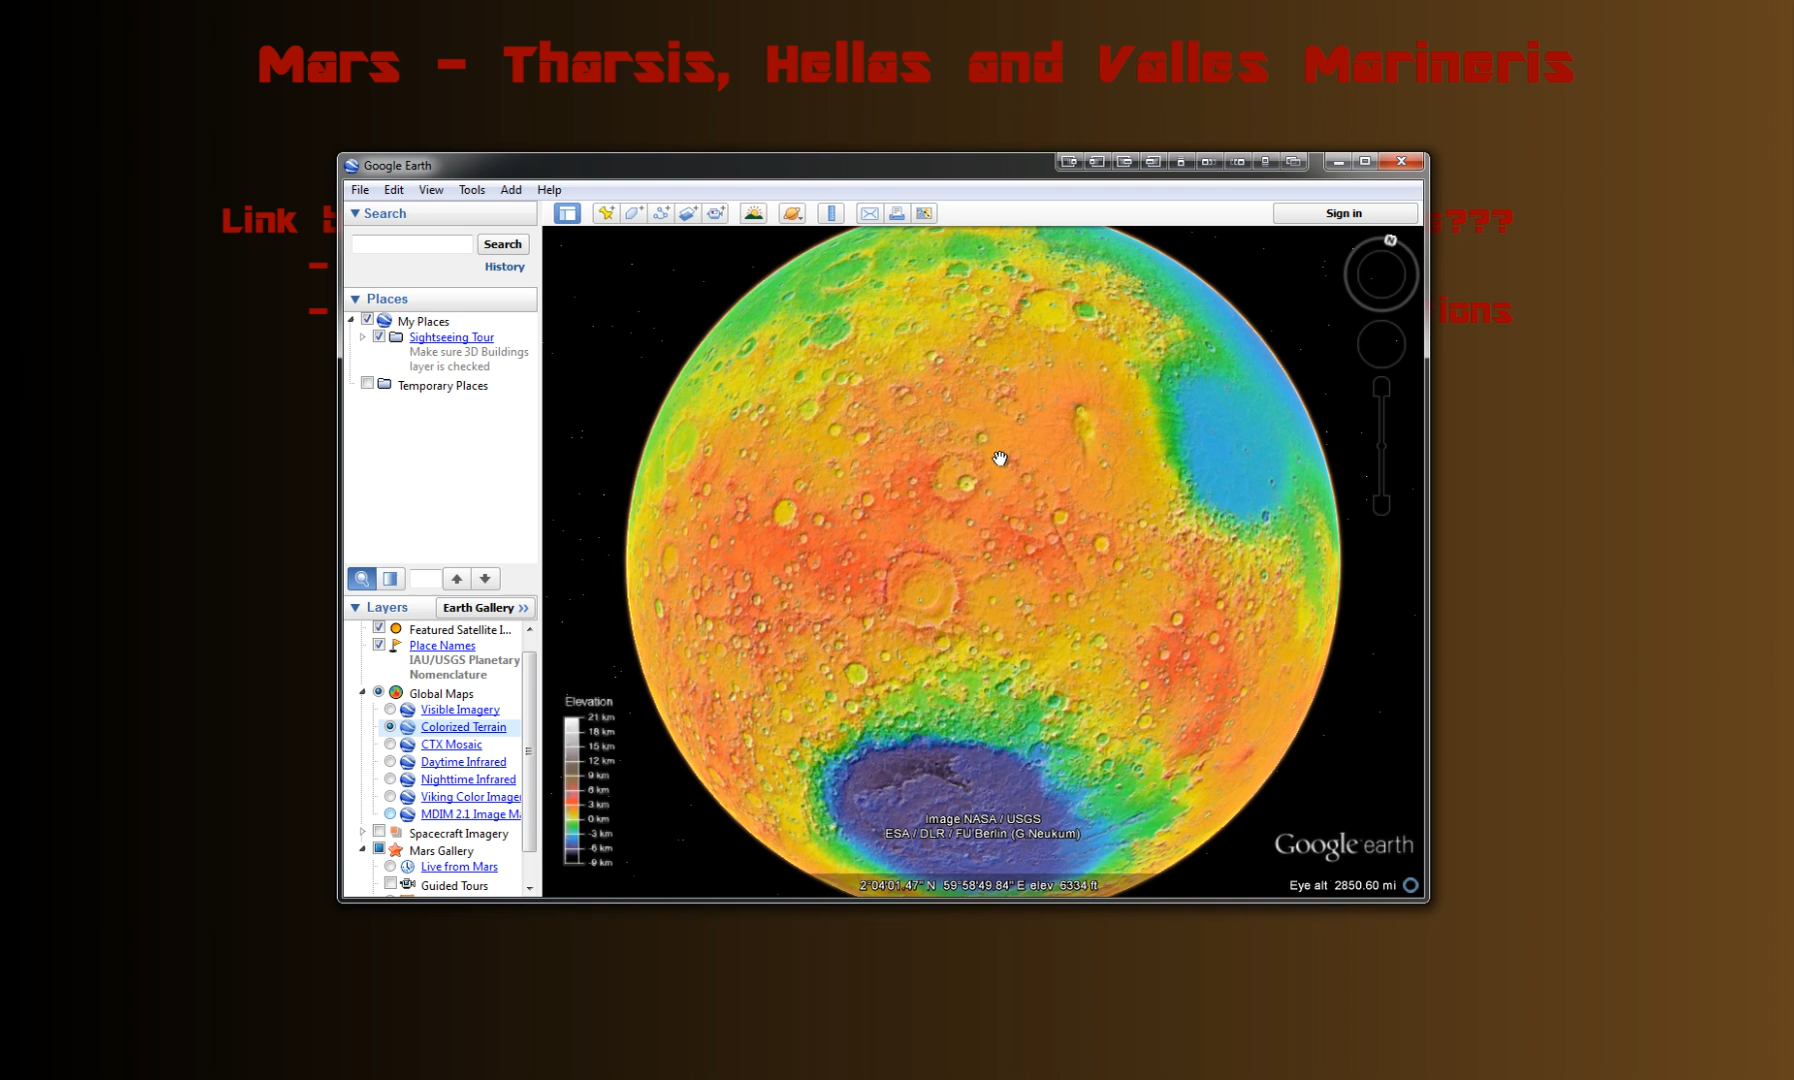 Mars - Tharsis, Hellas and Valles Marineris
Link
???
-
-
ions
Google Earth
File Edit View Tools Add Help
Sign in
Search
Search
History
Places
My Places
Sightseeing Tour
Make sure 3D Buildings
layer is checked
Temporary Places
Layers
Earth Gallery >>
Featured Satellite I...
Place Names
IAU/USGS Planetary
Nomenclature
Global Maps
Visible Imagery
Colorized Terrain
CTX Mosaic
Daytime Infrared
Nighttime Infrared
Viking Color Imager
MDIM 2.1 Image M
Spacecraft Imagery
Mars Gallery
Live from Mars
Guided Tours
N
Elevation
21 km
18 km
15 km
12 km
9 km
6 km
3 km
0 km
-3 km
-6 km
-9 km
Image NASA / USGS
ESA / DLR / FU Berlin (G Neukum)
Google earth
2°04'01.47" N 59°58'49.84" E elev 6334 ft
Eye alt 2850.60 mi